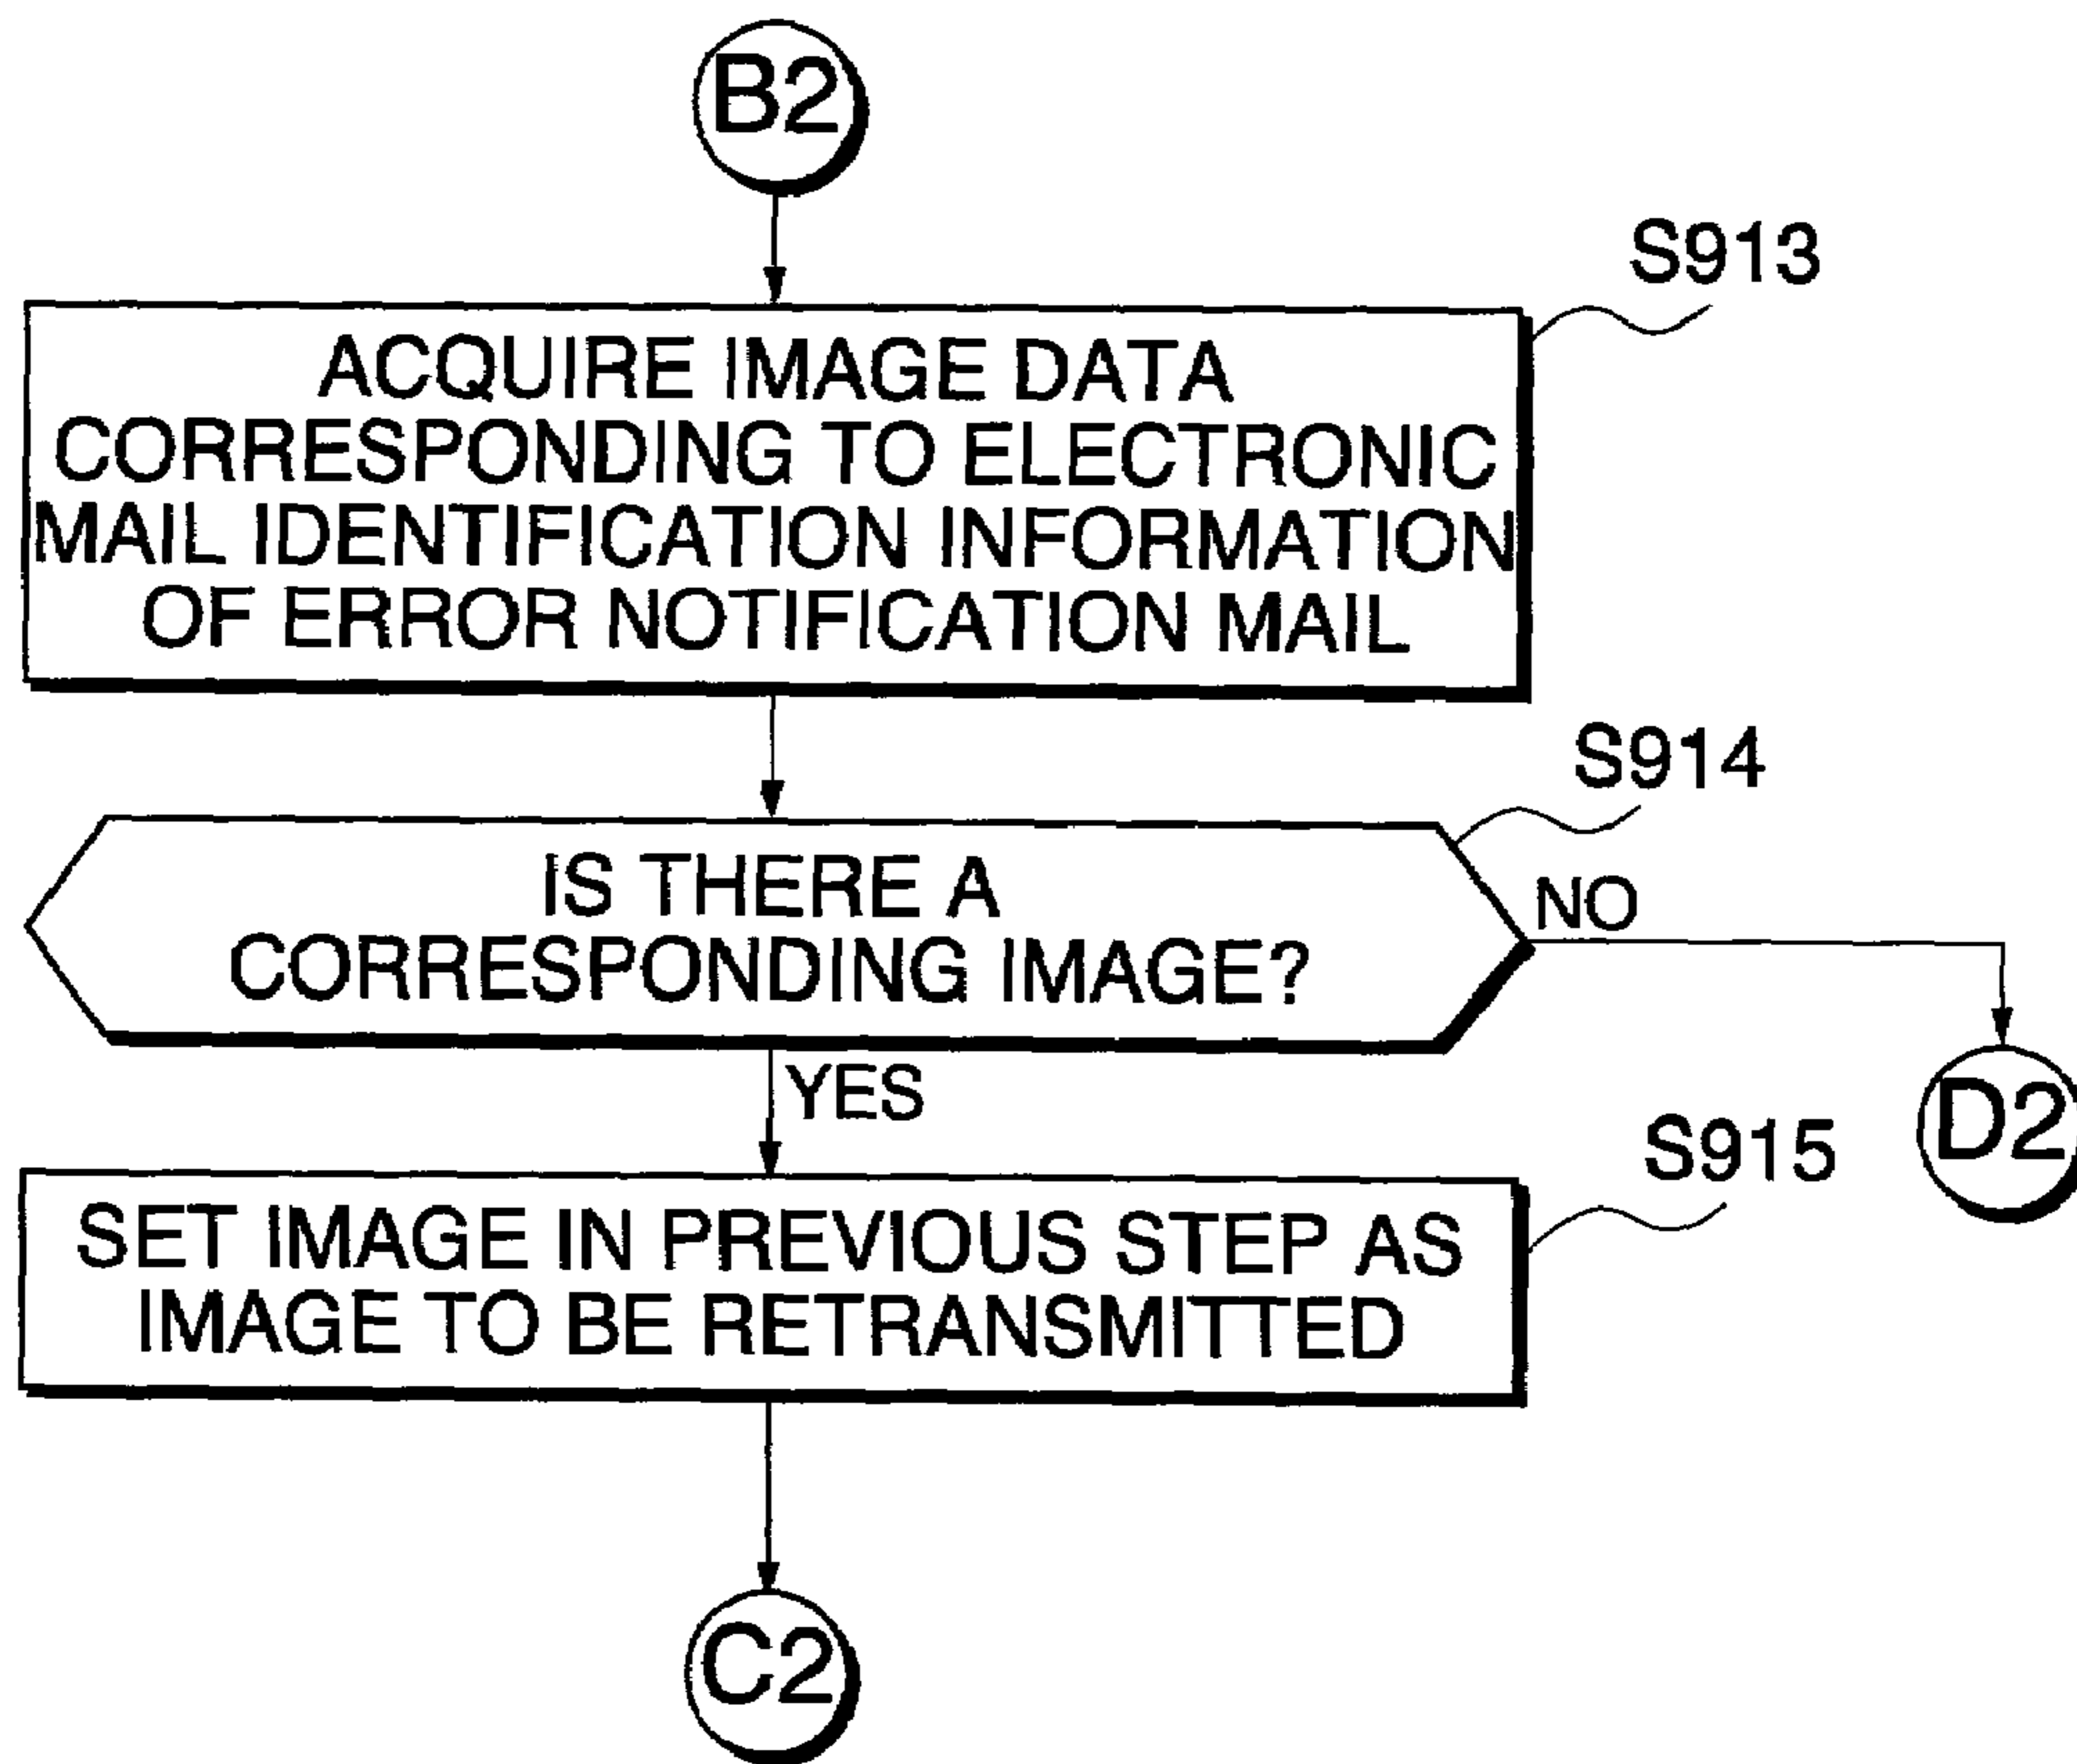 B2
S913
ACQUIRE IMAGE DATA
CORRESPONDING TO ELECTRONIC
MAIL IDENTIFICATION INFORMATION
OF ERROR NOTIFICATION MAIL
S914
IS THERE A
CORRESPONDING IMAGE?
NO
YES
D2
S915
SET IMAGE IN PREVIOUS STEP AS
IMAGE TO BE RETRANSMITTED
C2